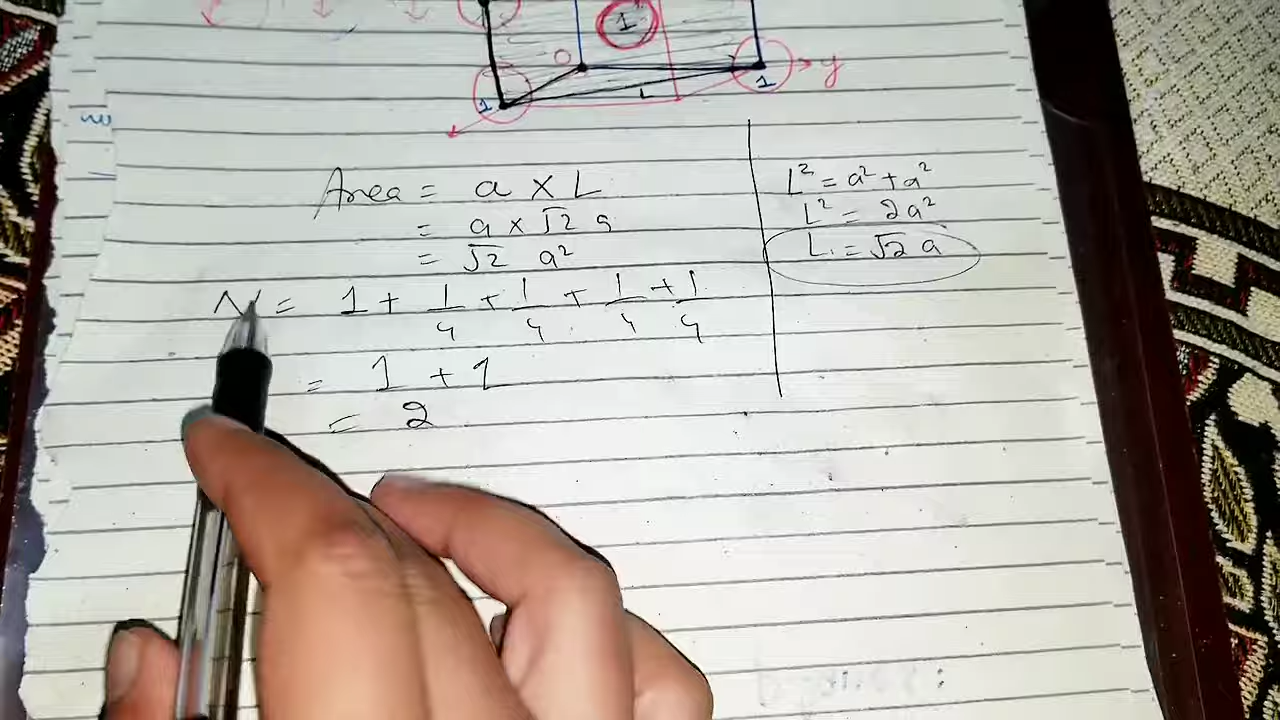 1
O
y
1
1
L
Area = a × L
= a × √2 a
= √2 a²
N = 1 + 1/4 + 1/4 + 1/4 + 1/4
= 1 + 1
= 2
L² = a² + a²
L² = 2a²
L = √2 a